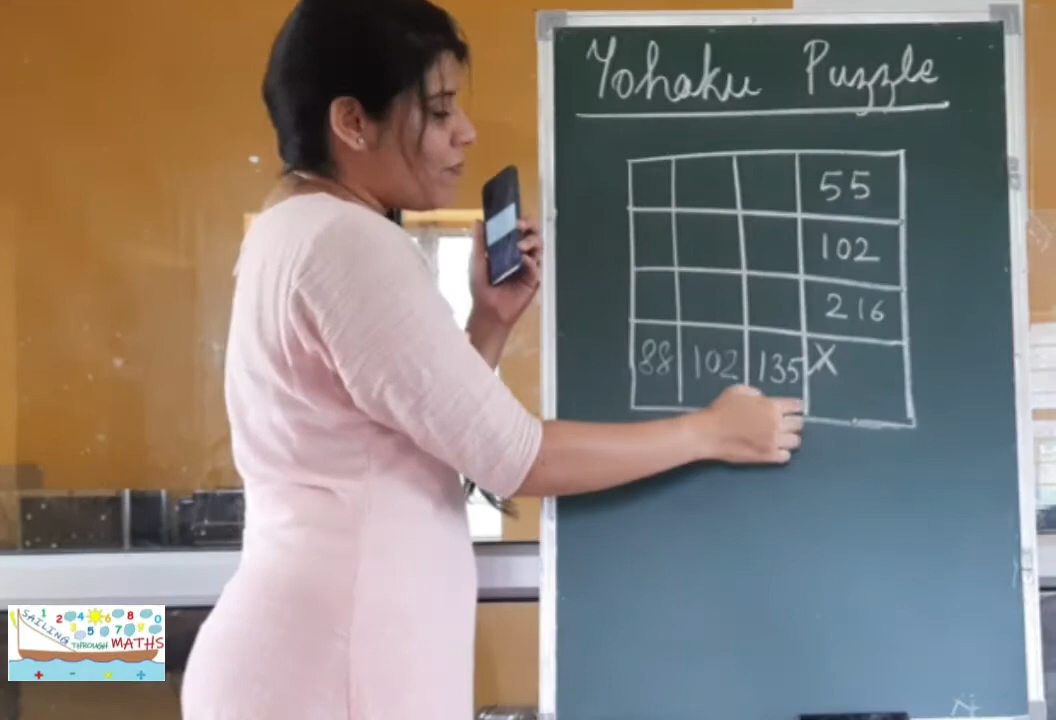 Yohaku Puzzle
55
102
216
88 102 135 X
SAILING
THROUGH MATHS